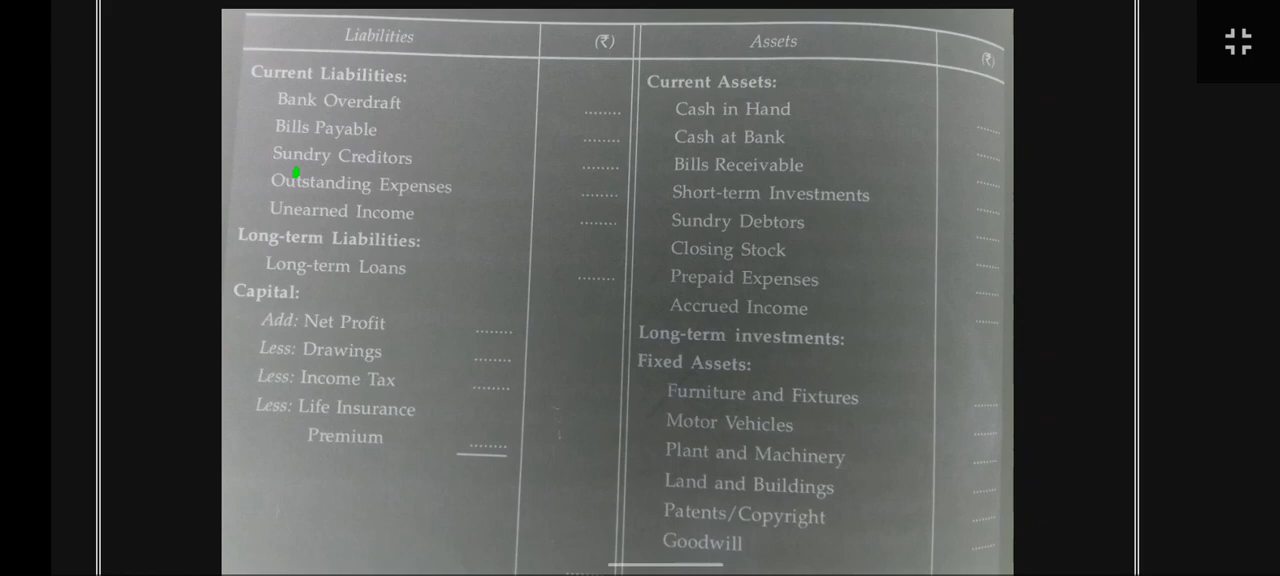 Liabilities (₹) Assets (₹)
Current Liabilities:
Bank Overdraft ........
Bills Payable ........
Sundry Creditors ........
Outstanding Expenses ........
Unearned Income ........
Long-term Liabilities:
Long-term Loans ........
Capital:
Add: Net Profit ........
Less: Drawings ........
Less: Income Tax ........
Less: Life Insurance
Premium ........
Current Assets:
Cash in Hand ........
Cash at Bank ........
Bills Receivable ........
Short-term Investments ........
Sundry Debtors ........
Closing Stock ........
Prepaid Expenses ........
Accrued Income ........
Long-term investments:
Fixed Assets:
Furniture and Fixtures ........
Motor Vehicles ........
Plant and Machinery ........
Land and Buildings ........
Patents/Copyright ........
Goodwill ........